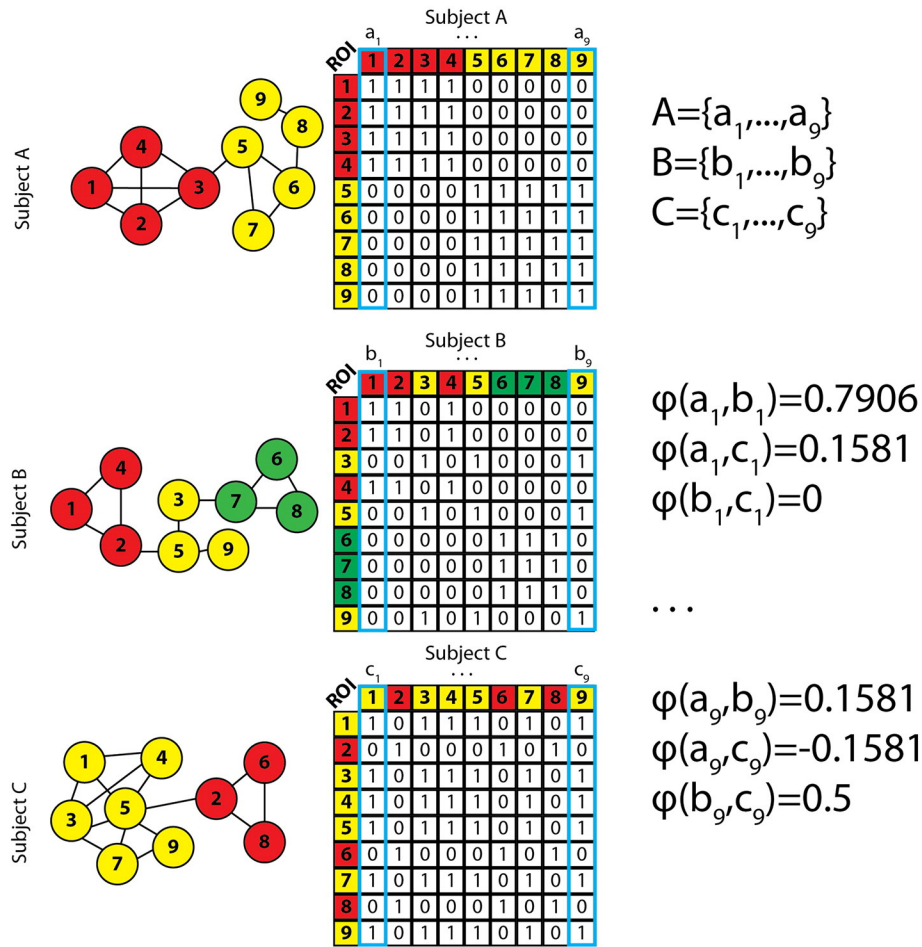 Subject A
a1 ... a9
ROI 1 2 3 4 5 6 7 8 9
1 1 1 1 1 0 0 0 0 0
2 1 1 1 1 0 0 0 0 0
3 1 1 1 1 0 0 0 0 0
4 1 1 1 1 0 0 0 0 0
5 0 0 0 0 1 1 1 1 1
6 0 0 0 0 1 1 1 1 1
7 0 0 0 0 1 1 1 1 1
8 0 0 0 0 1 1 1 1 1
9 0 0 0 0 1 1 1 1 1
Subject A
9
8
4
5
1
3
6
2
7
A={a1,...,a9}
B={b1,...,b9}
C={c1,...,c9}
Subject B
b1 ... b9
ROI 1 2 3 4 5 6 7 8 9
1 1 1 0 1 0 0 0 0 0
2 1 1 0 1 0 0 0 0 0
3 0 0 1 0 1 0 0 0 1
4 1 1 0 1 0 0 0 0 0
5 0 0 1 0 1 0 0 0 1
6 0 0 0 0 0 1 1 1 0
7 0 0 0 0 0 1 1 1 0
8 0 0 0 0 0 1 1 1 0
9 0 0 1 0 1 0 0 0 1
Subject B
4
6
1
3
7
8
2
5
9
φ(a1,b1)=0.7906
φ(a1,c1)=0.1581
φ(b1,c1)=0
...
Subject C
c1 ... c9
ROI 1 2 3 4 5 6 7 8 9
1 1 0 1 1 1 0 1 0 1
2 0 1 0 0 0 1 0 1 0
3 1 0 1 1 1 0 1 0 1
4 1 0 1 1 1 0 1 0 1
5 1 0 1 1 1 0 1 0 1
6 0 1 0 0 0 1 0 1 0
7 1 0 1 1 1 0 1 0 1
8 0 1 0 0 0 1 0 1 0
9 1 0 1 1 1 0 1 0 1
Subject C
1
4
6
5
2
3
9
8
7
φ(a9,b9)=0.1581
φ(a9,c9)=-0.1581
φ(b9,c9)=0.5